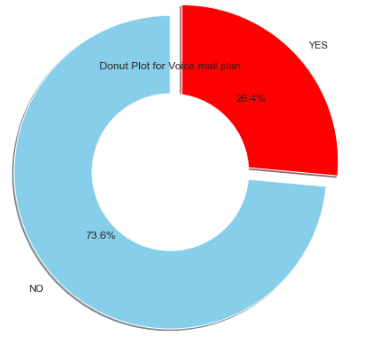 YES
Donut Plot for Voice mail plan
26.4%
73.6%
NO